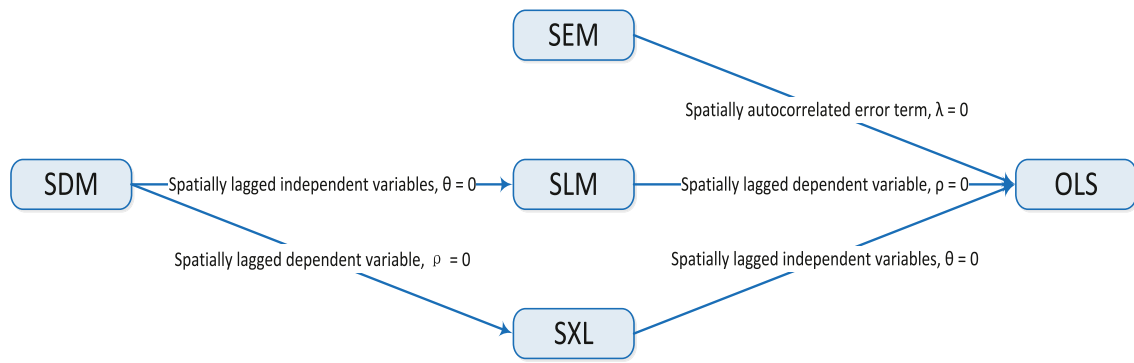 SEM
Spatially autocorrelated error term, λ = 0
SDM
Spatially lagged independent variables, θ = 0
SLM
Spatially lagged dependent variable, ρ = 0
OLS
Spatially lagged dependent variable, ρ = 0
Spatially lagged independent variables, θ = 0
SXL